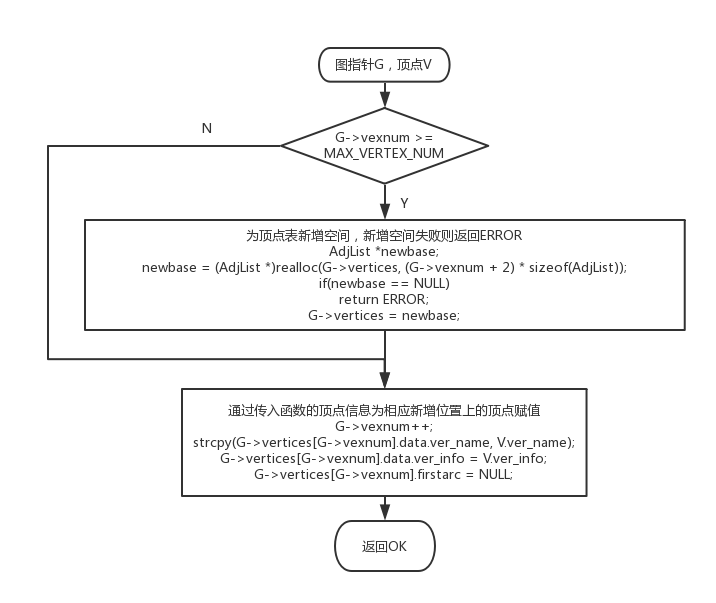 图指针G，顶点V
N
G->vexnum >=
MAX_VERTEX_NUM
Y
为顶点表新增空间，新增空间失败则返回ERROR
AdjList *newbase;
newbase = (AdjList *)realloc(G->vertices, (G->vexnum + 2) * sizeof(AdjList));
if(newbase == NULL)
return ERROR;
G->vertices = newbase;
通过传入函数的顶点信息为相应新增位置上的顶点赋值
G->vexnum++;
strcpy(G->vertices[G->vexnum].data.ver_name, V.ver_name);
G->vertices[G->vexnum].data.ver_info = V.ver_info;
G->vertices[G->vexnum].firstarc = NULL;
返回OK